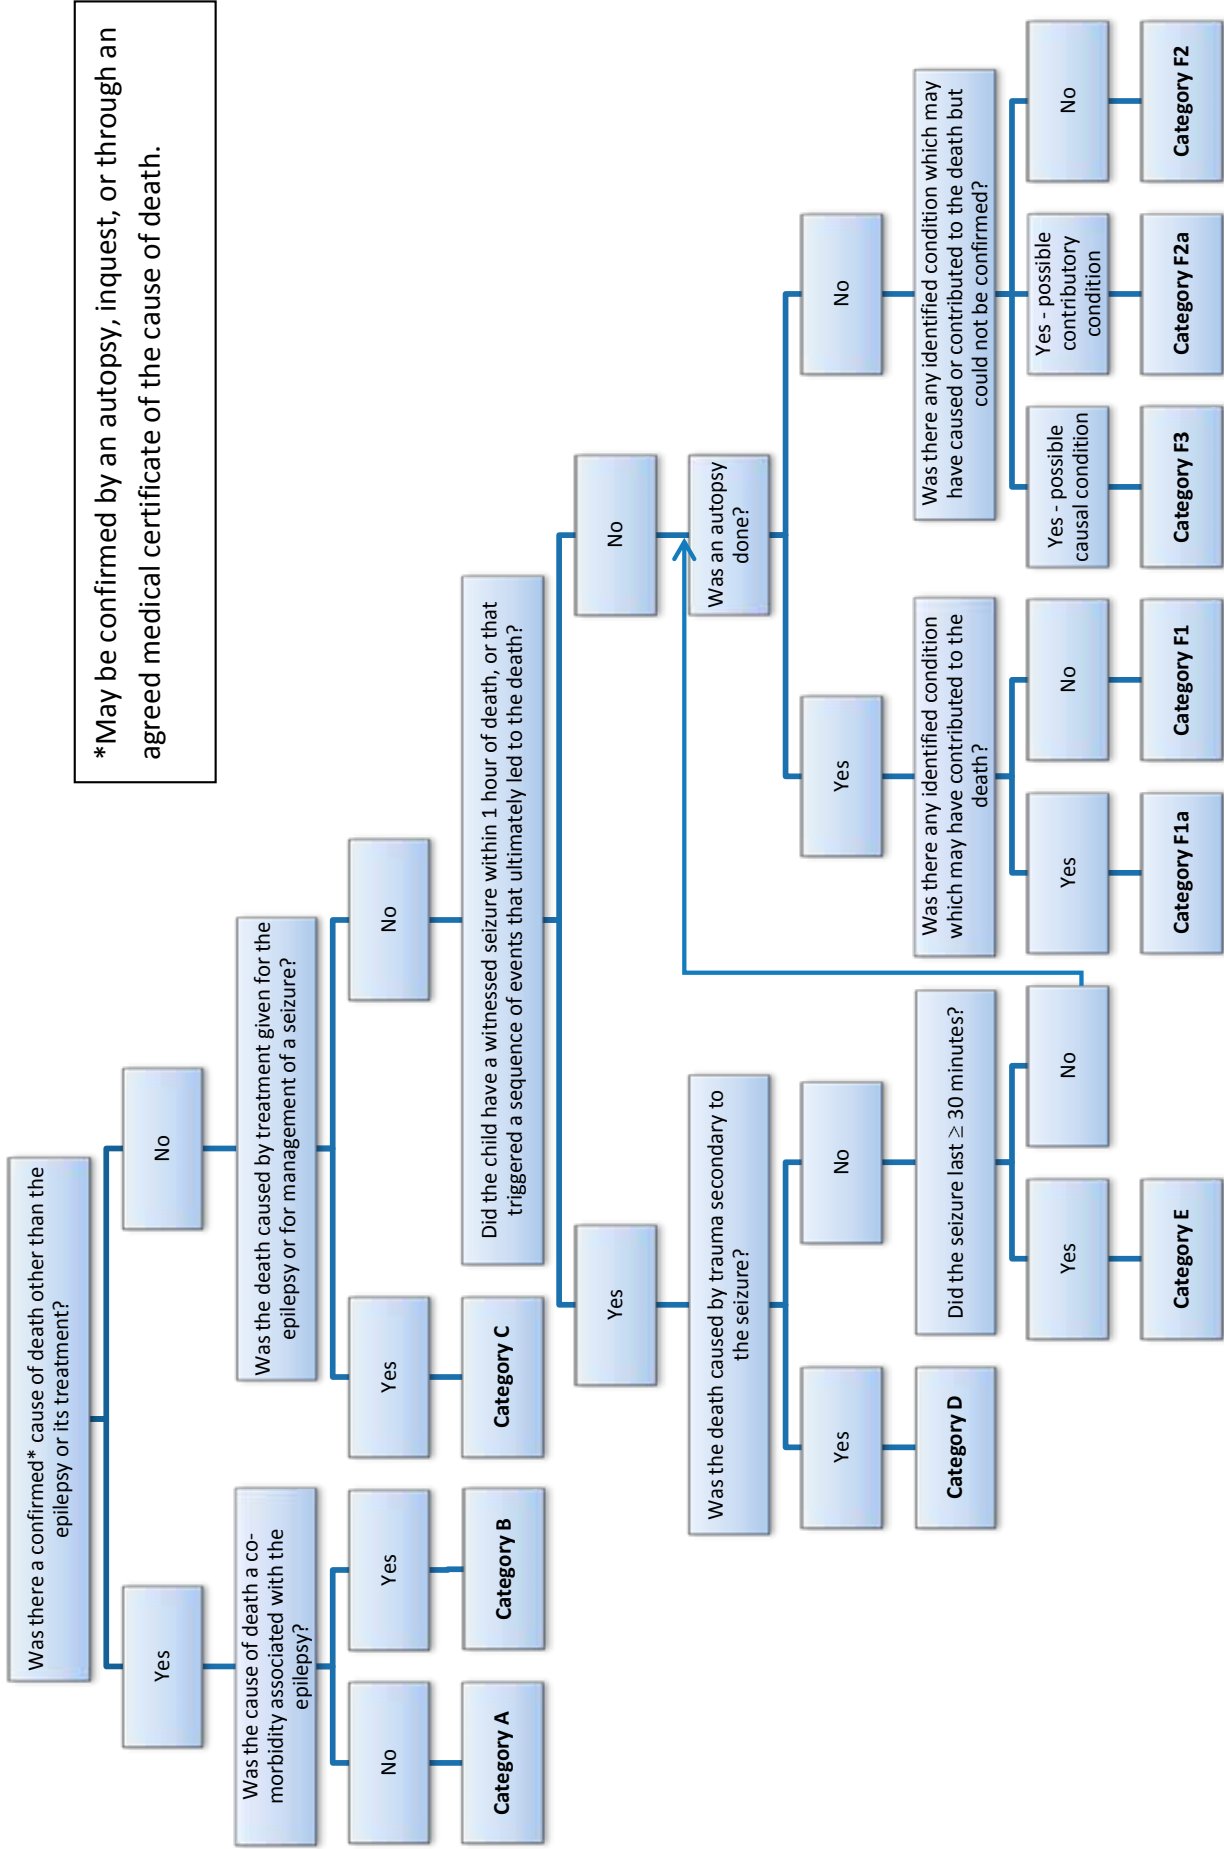 *May be confirmed by an autopsy, inquest, or through an
agreed medical certificate of the cause of death.
Was there a confirmed* cause of death other than the
epilepsy or its treatment?
Yes
No
Was the cause of death a co-
morbidity associated with the
epilepsy?
Was the death caused by treatment given for the
epilepsy or for management of a seizure?
No
Yes
Yes
No
Category A
Category B
Category C
Did the child have a witnessed seizure within 1 hour of death, or that
triggered a sequence of events that ultimately led to the death?
Yes
No
Was the death caused by trauma secondary to
the seizure?
Was an autopsy
done?
Yes
No
Yes
No
Category D
Did the seizure last ≥ 30 minutes?
Was there any identified condition
which may have contributed to the
death?
Was there any identified condition which may
have caused or contributed to the death but
could not be confirmed?
Yes
No
Yes
No
Yes - possible
causal condition
Yes - possible
contributory
condition
No
Category E
Category F1a
Category F1
Category F3
Category F2a
Category F2